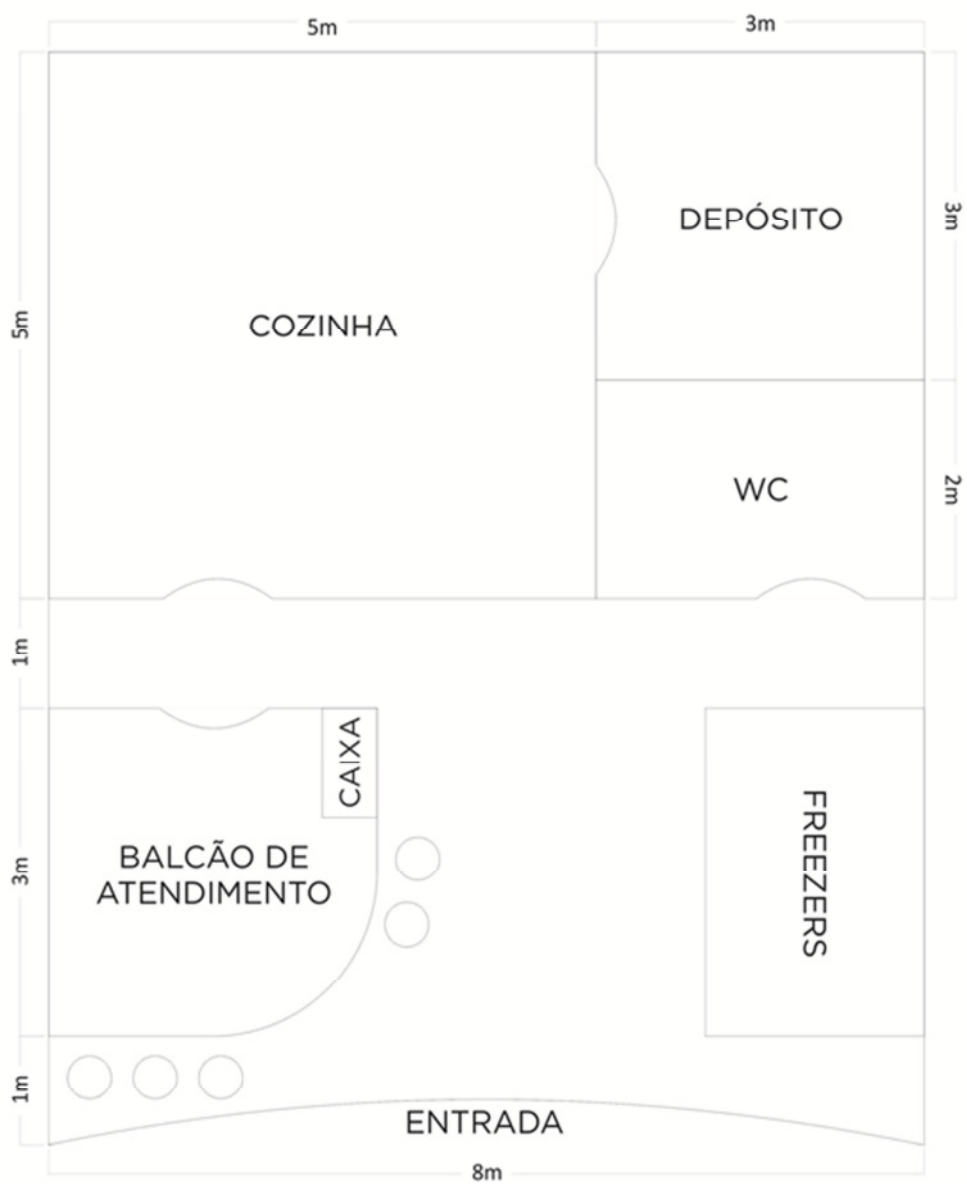 5m
3m
DEPÓSITO
3m
COZINHA
5m
WC
2m
1m
CAIXA
BALCÃO DE
ATENDIMENTO
3m
FREEZERS
1m
ENTRADA
8m